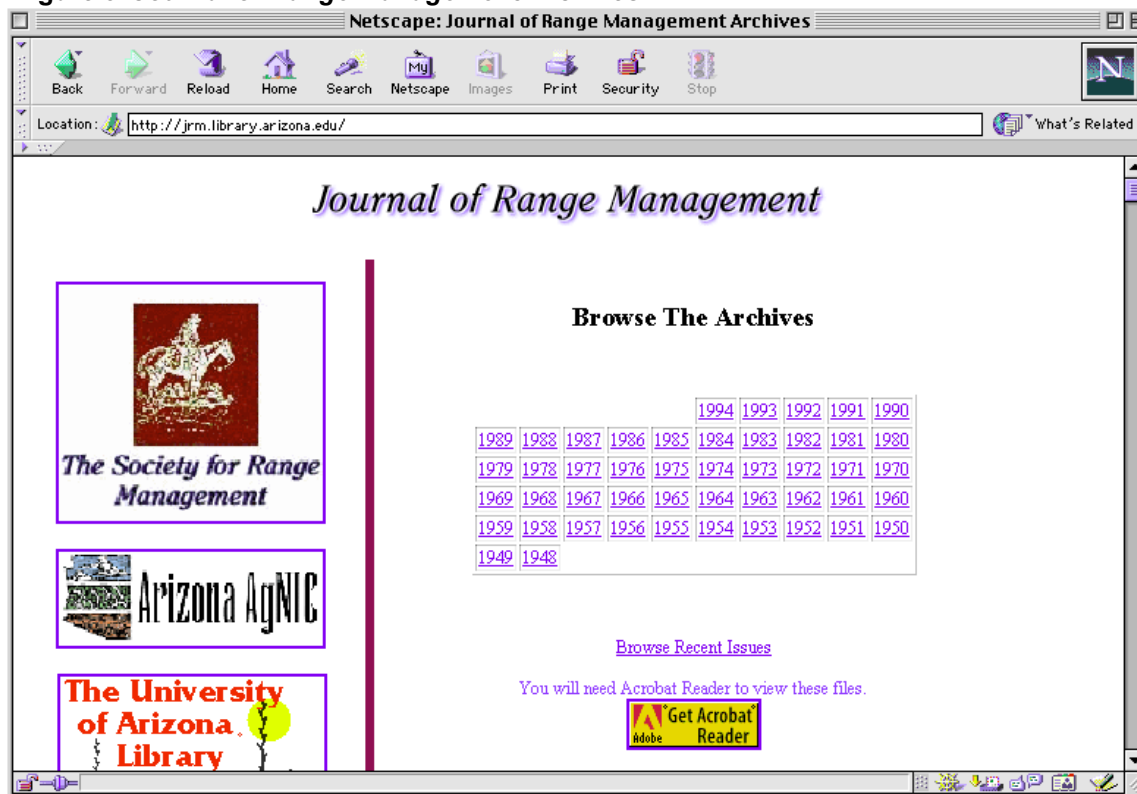 Netscape: Journal of Range Management Archives
Back Forward Reload Home Search Netscape Images Print Security Stop
My
N
Location: http://jrm.library.arizona.edu/ What's Related
Journal of Range Management
The Society for Range
Management
Arizona AgNIC
The University
of Arizona
Library
Browse The Archives
1994 1993 1992 1991 1990
1989 1988 1987 1986 1985 1984 1983 1982 1981 1980
1979 1978 1977 1976 1975 1974 1973 1972 1971 1970
1969 1968 1967 1966 1965 1964 1963 1962 1961 1960
1959 1958 1957 1956 1955 1954 1953 1952 1951 1950
1949 1948
Browse Recent Issues
You will need Acrobat Reader to view these files.
Adobe
Get Acrobat
Reader